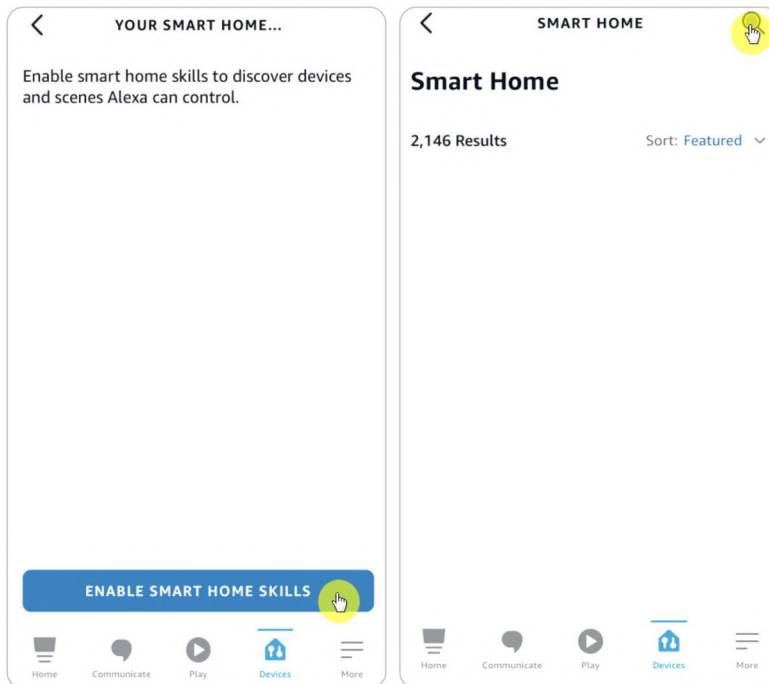 YOUR SMART HOME...
Enable smart home skills to discover devices
and scenes Alexa can control.
ENABLE SMART HOME SKILLS
Home Communicate Play Devices More
SMART HOME
Smart Home
2,146 Results Sort: Featured
Home Communicate Play Devices More